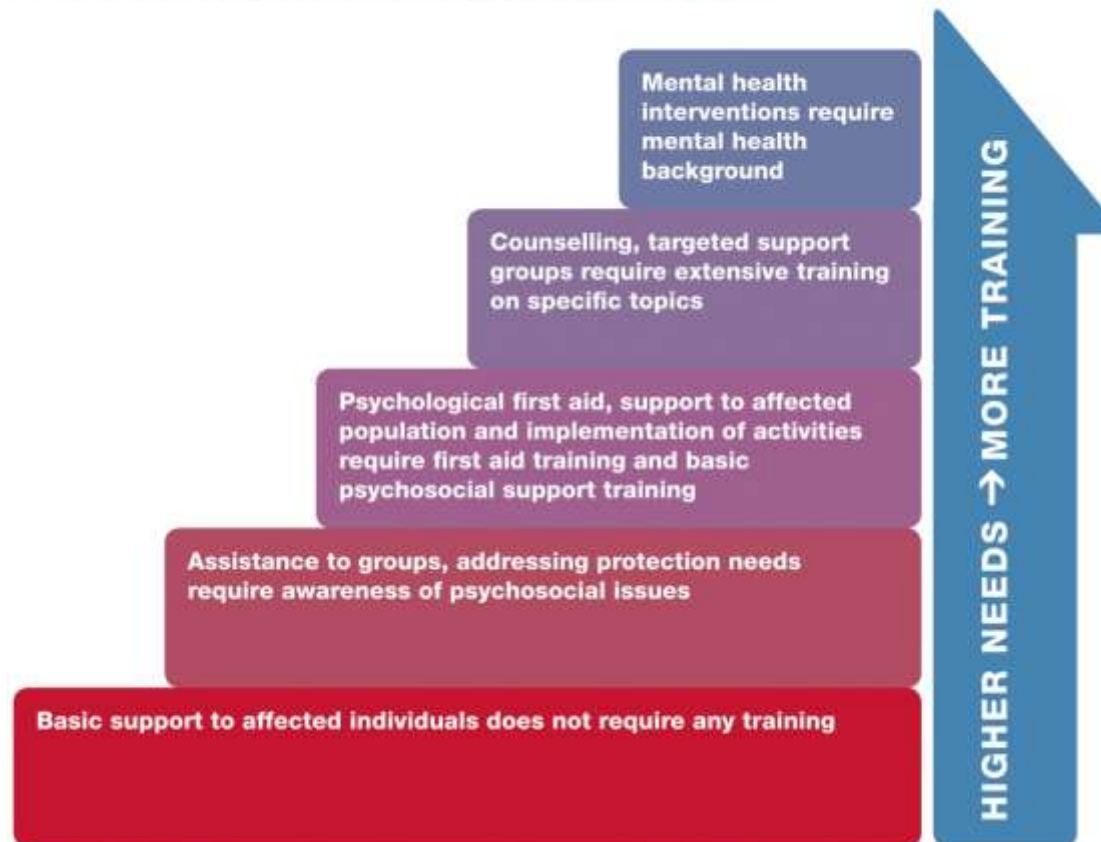 Mental health
interventions require
mental health
background
Counselling, targeted support
groups require extensive training
on specific topics
Psychological first aid, support to affected
population and implementation of activities
require first aid training and basic
psychosocial support training
Assistance to groups, addressing protection needs
require awareness of psychosocial issues
Basic support to affected individuals does not require any training
HIGHER NEEDS → MORE TRAINING